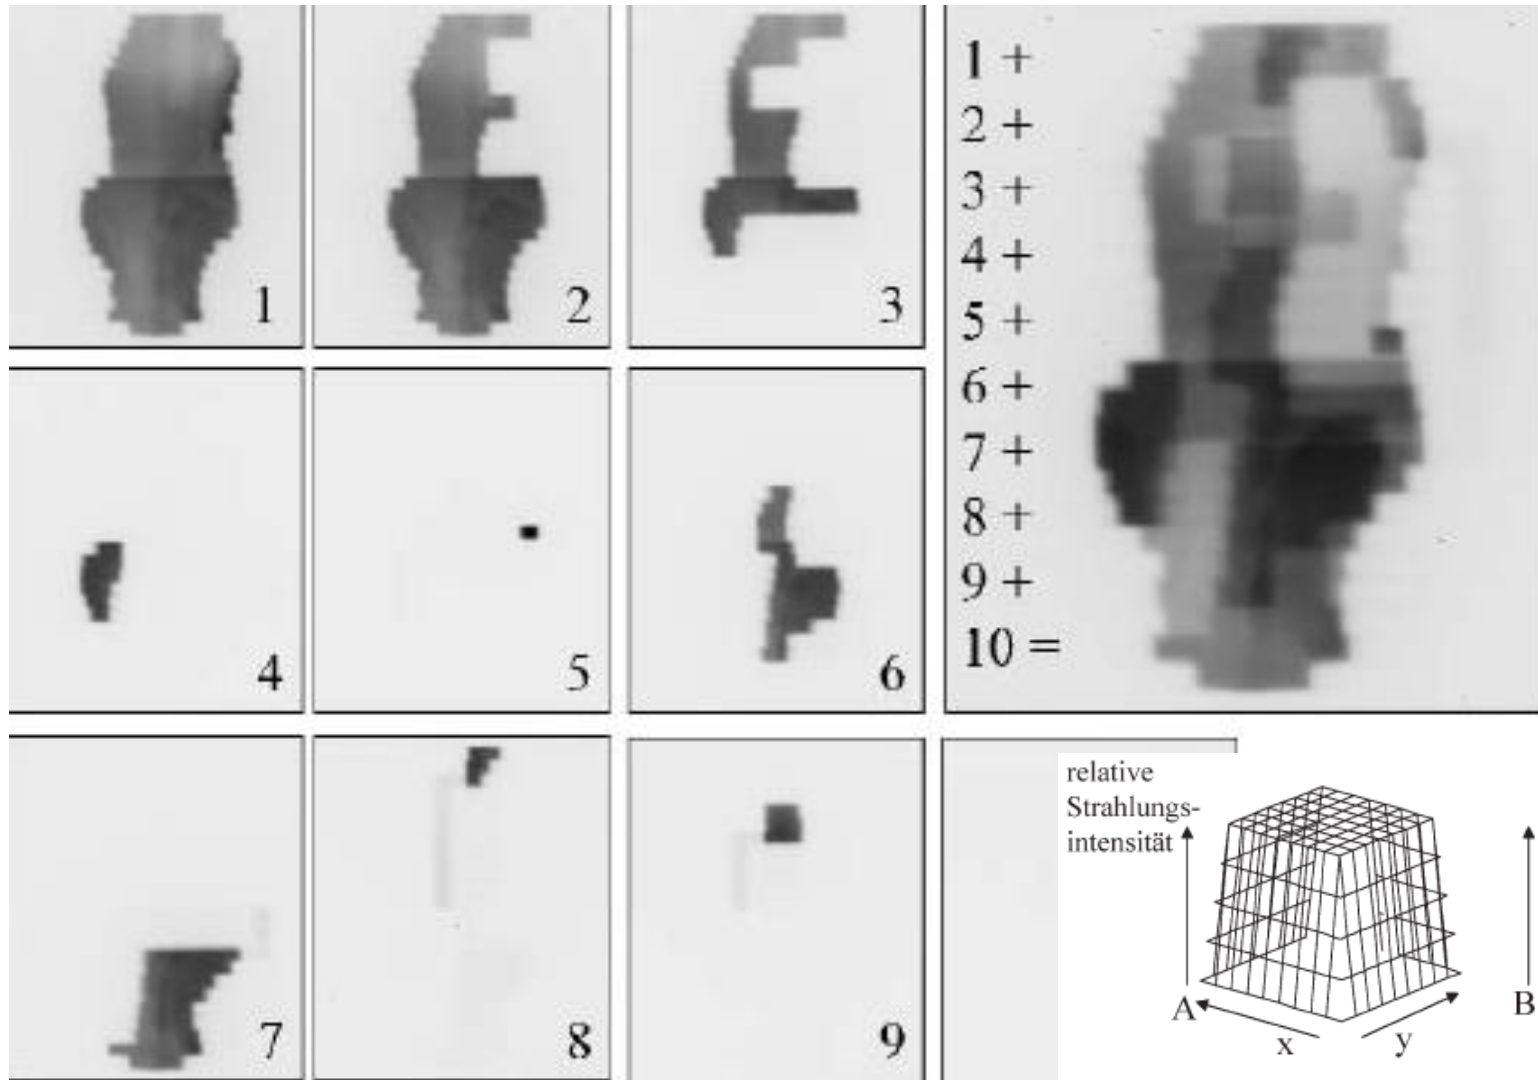 1
2
3
1 +
2 +
3 +
4 +
5 +
6 +
7 +
8 +
9 +
10 =
4
5
6
7
8
9
relative
Strahlungs-
intensität
A
x
y
B